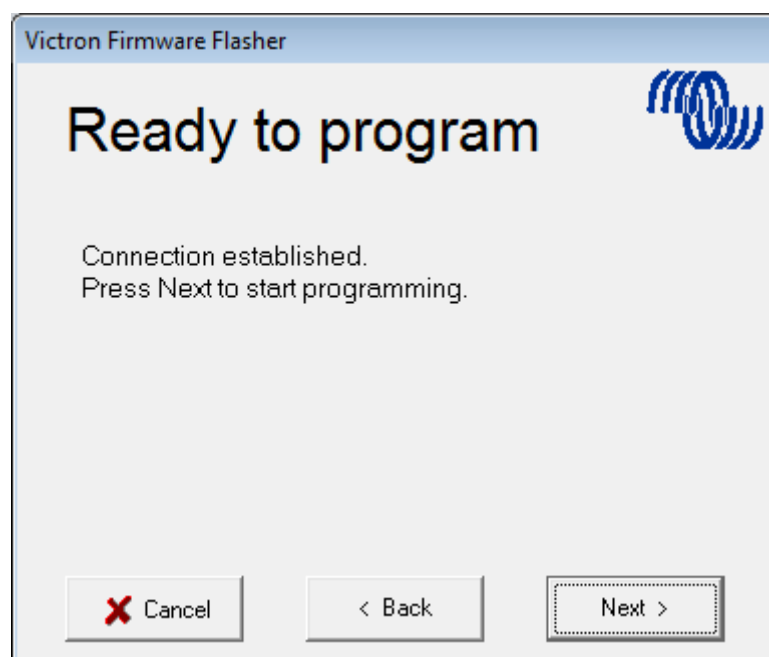 Victron Firmware Flasher
Ready to program
Connection established.
Press Next to start programming.
Cancel
< Back
Next >